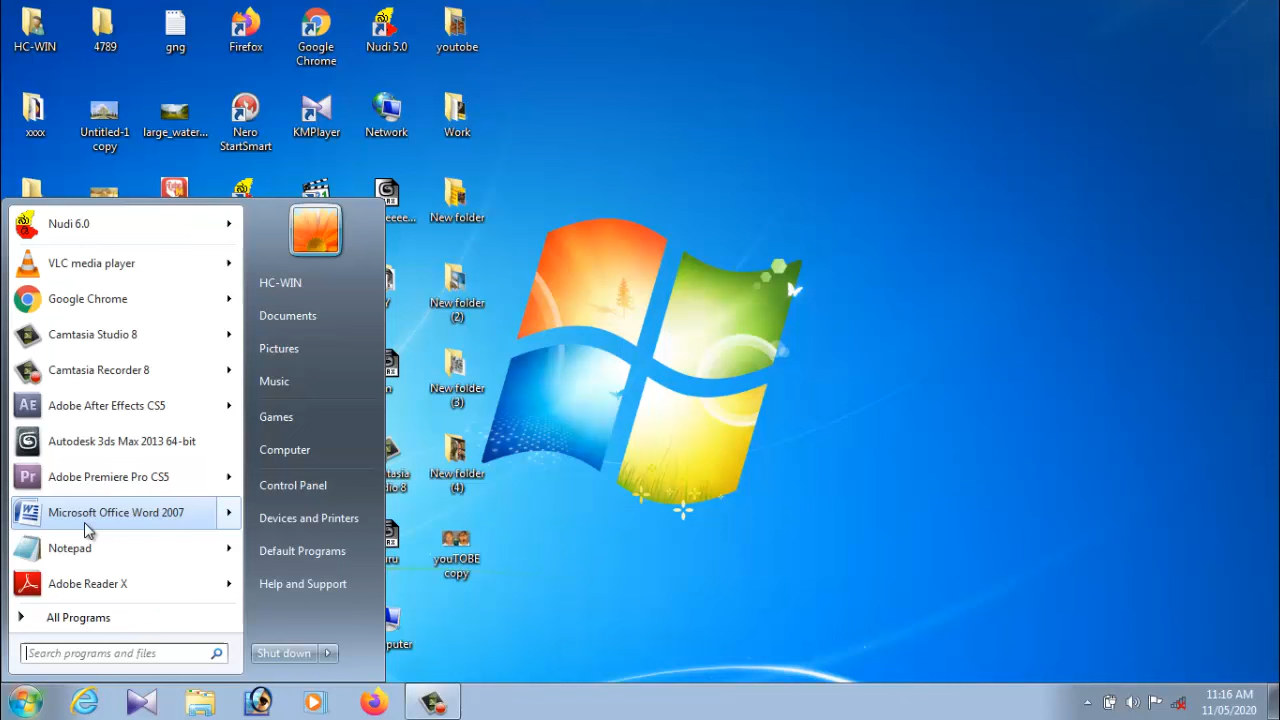 HC-WIN
4789
gng
Firefox
Google
Chrome
Nudi 5.0
youtobe
xxxx
Untitled-1
copy
large_water...
Nero
StartSmart
KMPlayer
Network
Work
New folder
New folder
(2)
New folder
(3)
New folder
(4)
youTOBE
copy
Nudi 6.0
VLC media player
Google Chrome
Camtasia Studio 8
Camtasia Recorder 8
Adobe After Effects CS5
Autodesk 3ds Max 2013 64-bit
Adobe Premiere Pro CS5
Microsoft Office Word 2007
Notepad
Adobe Reader X
All Programs
Search programs and files
HC-WIN
Documents
Pictures
Music
Games
Computer
Control Panel
Devices and Printers
Default Programs
Help and Support
Shut down
11:16 AM
11/05/2020